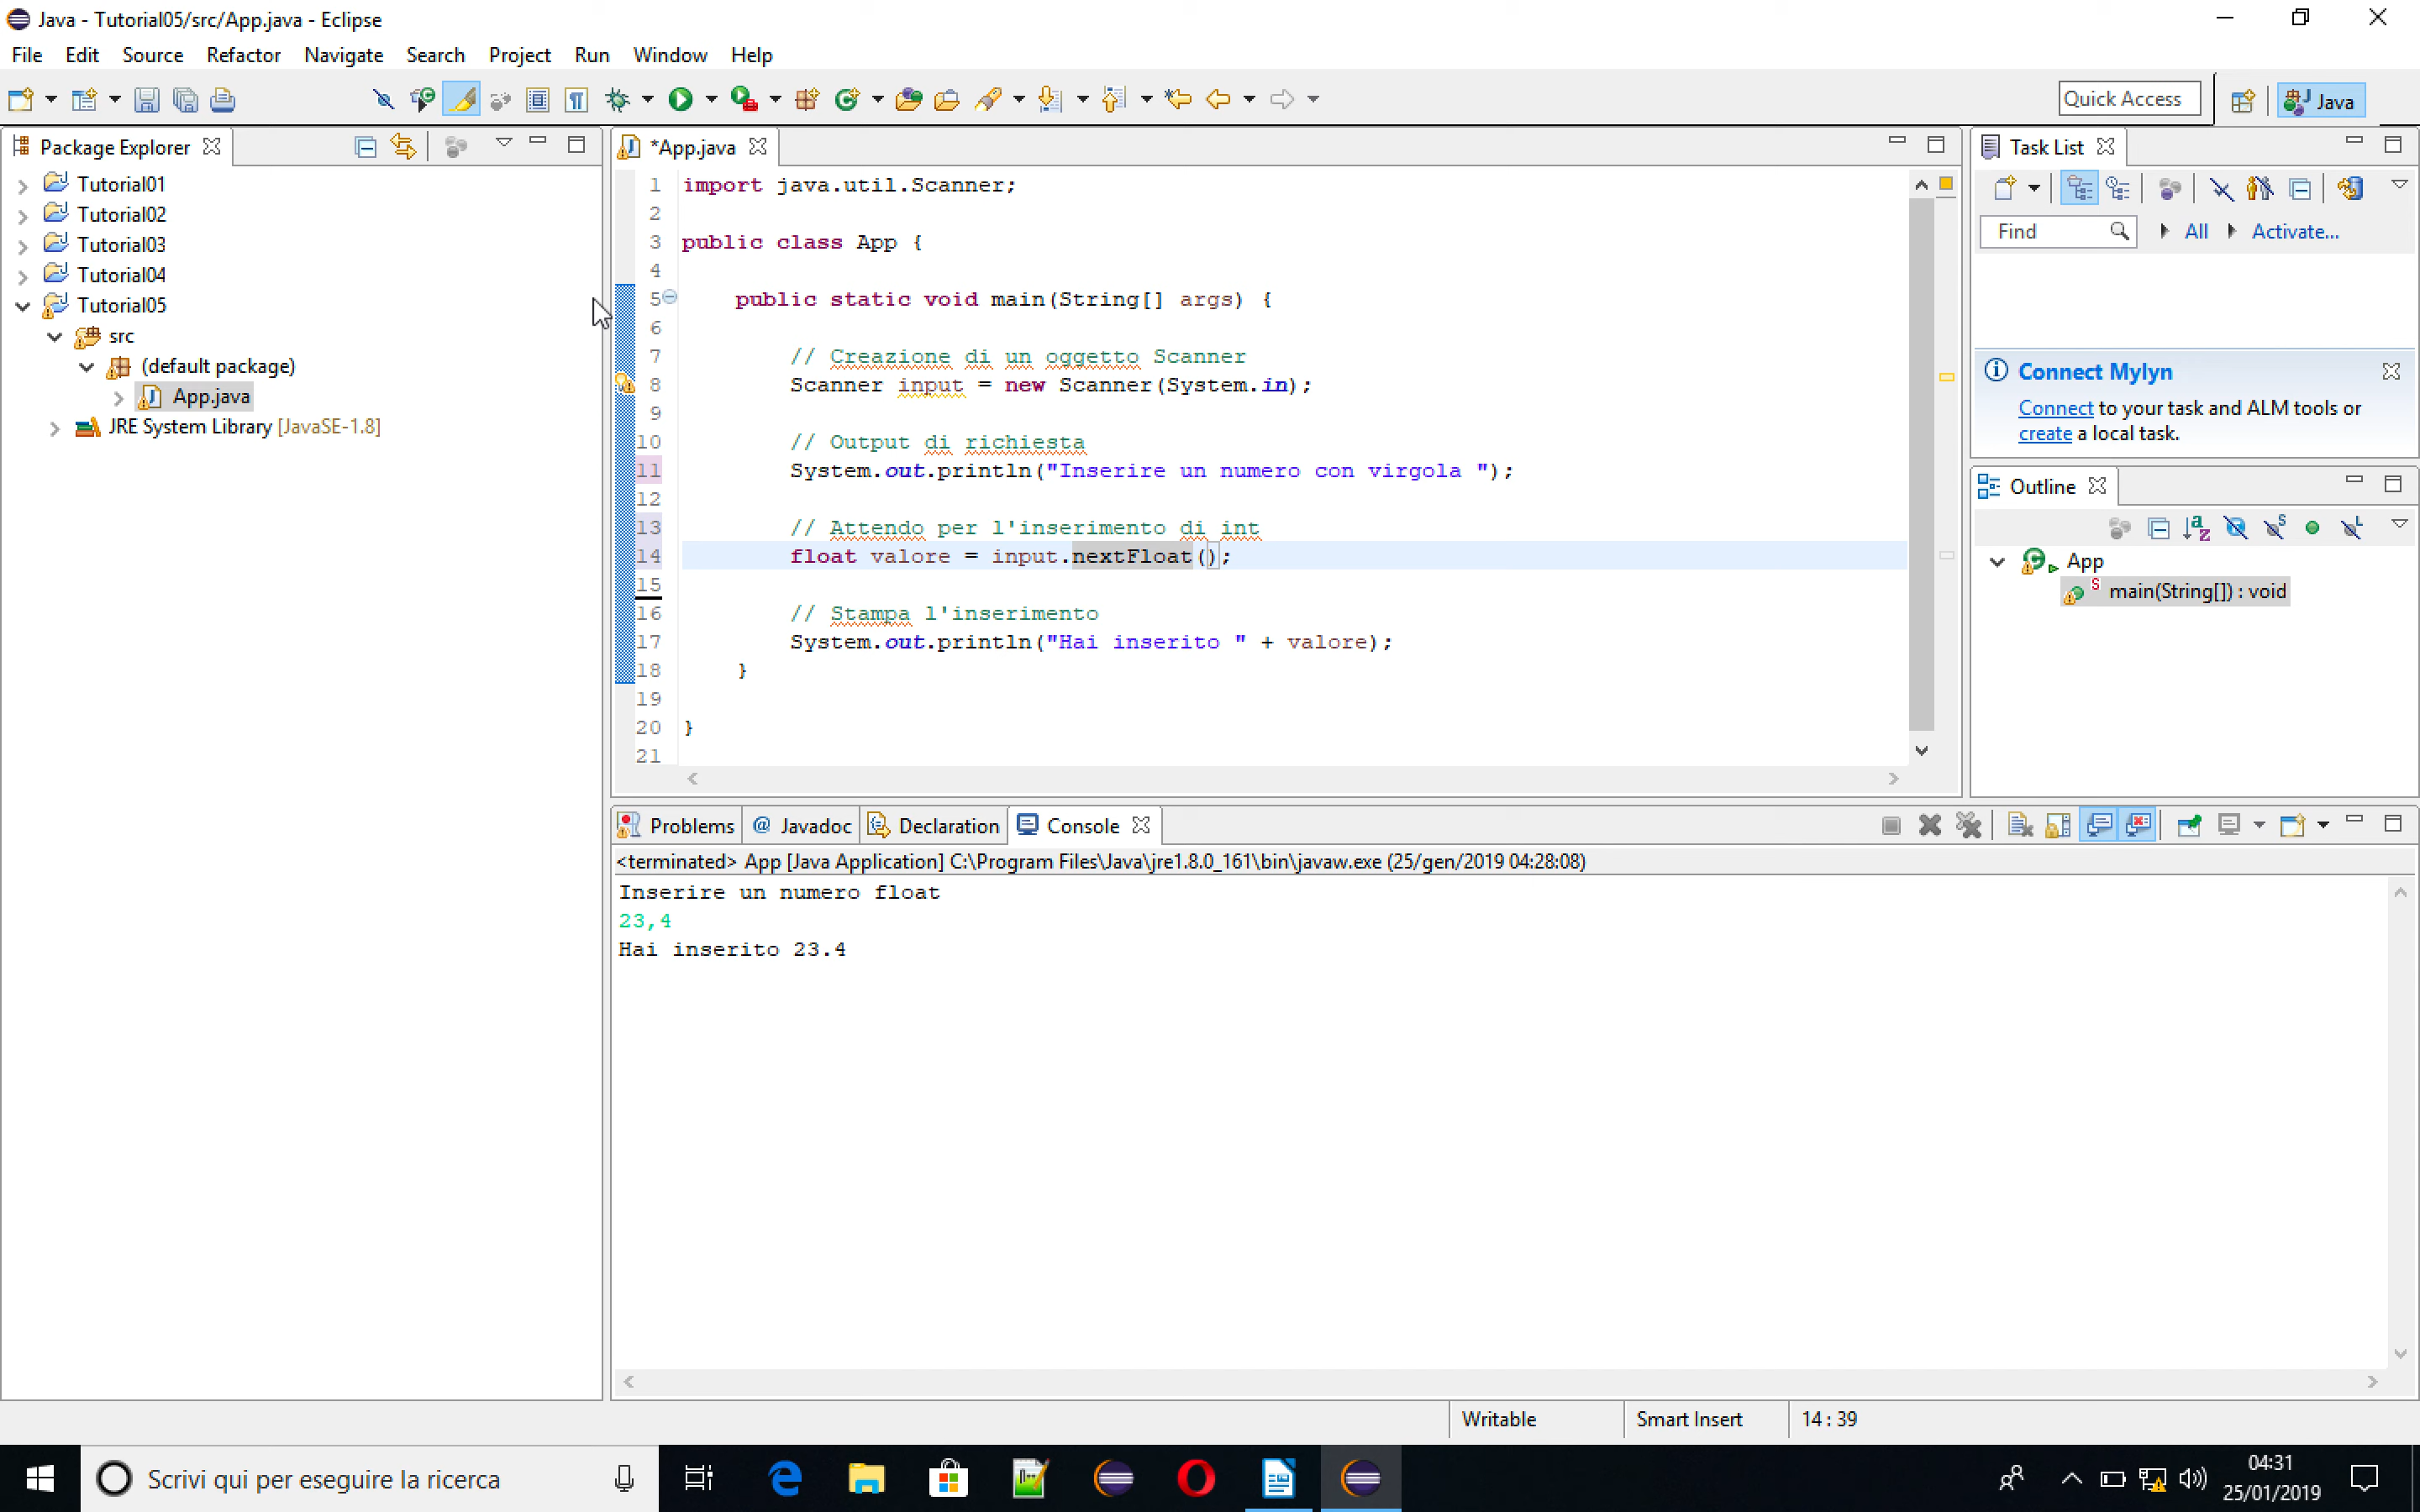 Java - Tutorial05/src/App.java - Eclipse
File Edit Source Refactor Navigate Search Project Run Window Help
Quick Access
Java
Package Explorer
Tutorial01
Tutorial02
Tutorial03
Tutorial04
Tutorial05
src
(default package)
App.java
JRE System Library [JavaSE-1.8]
*App.java
1 import java.util.Scanner;
2
3 public class App {
4
5 public static void main(String[] args) {
6
7 // Creazione di un oggetto Scanner
8 Scanner input = new Scanner(System.in);
9
10 // Output di richiesta
11 System.out.println("Inserire un numero con virgola ");
12
13 // Attendo per l'inserimento di int
14 float valore = input.nextFloat();
15
16 // Stampa l'inserimento
17 System.out.println("Hai inserito " + valore);
18 }
19
20 }
21
Task List
Find All Activate...
Connect Mylyn
Connect to your task and ALM tools or
create a local task.
Outline
App
main(String[]) : void
Problems @ Javadoc Declaration Console
<terminated> App [Java Application] C:\Program Files\Java\jre1.8.0_161\bin\javaw.exe (25/gen/2019 04:28:08)
Inserire un numero float
23,4
Hai inserito 23.4
Writable Smart Insert 14 : 39
Scrivi qui per eseguire la ricerca
04:31
25/01/2019